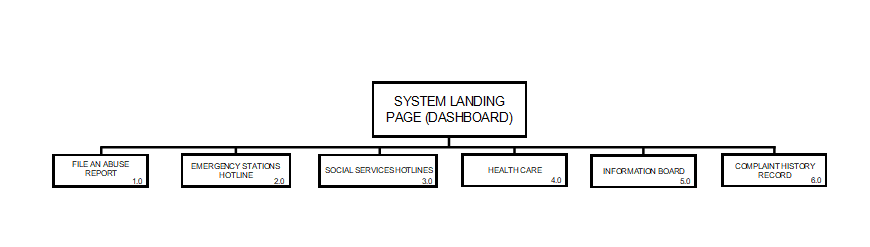 SYSTEM LANDING
PAGE (DASHBOARD)
FILE AN ABUSE
REPORT
1.0
EMERGENCY STATIONS
HOTLINE
2.0
SOCIAL SERVICES HOTLINES
3.0
HEALTH CARE
4.0
INFORMATION BOARD
5.0
COMPLAINT HISTORY
RECORD
6.0